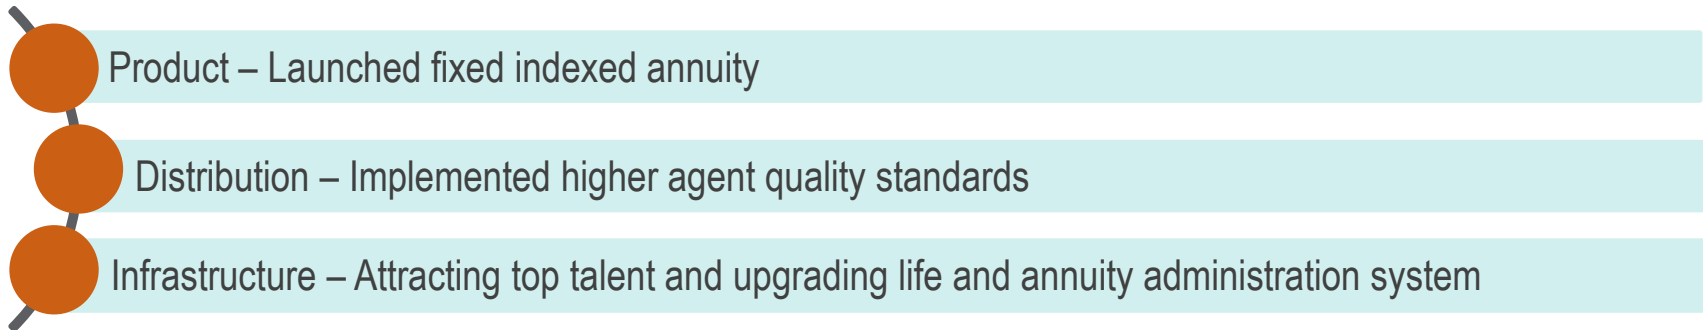 Product – Launched fixed indexed annuity
Distribution – Implemented higher agent quality standards
Infrastructure – Attracting top talent and upgrading life and annuity administration system